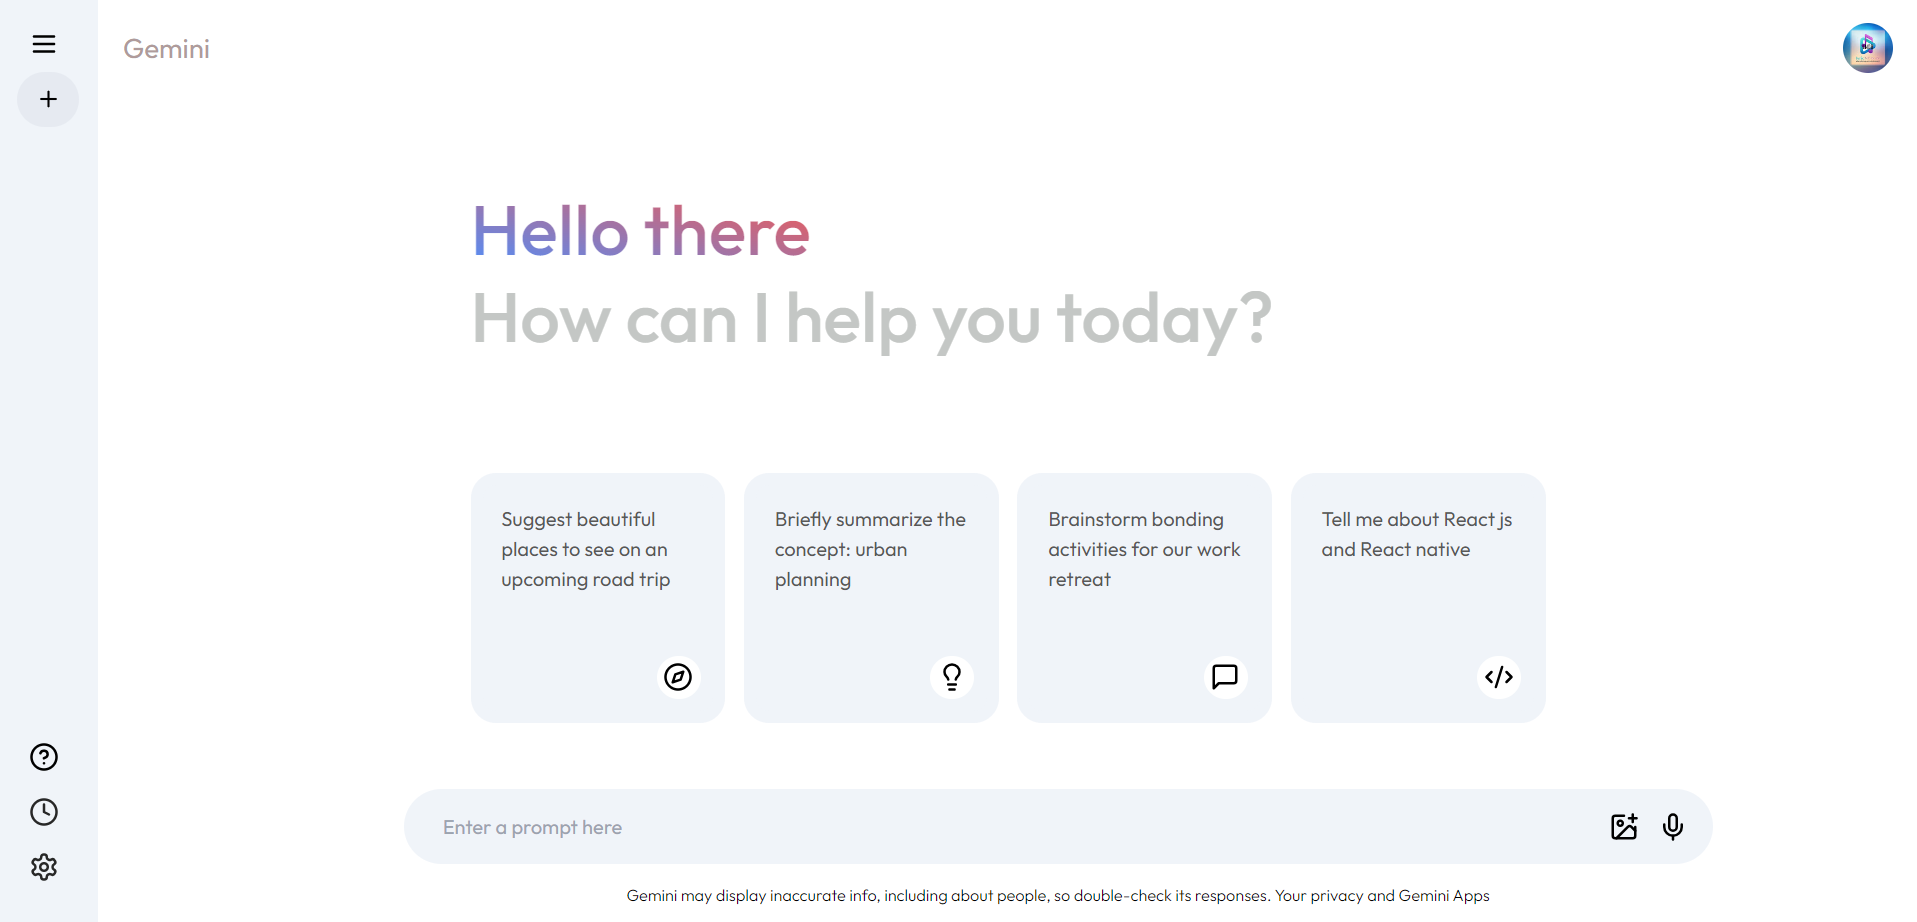 Gemini
Hello there
How can I help you today?
Suggest beautiful
places to see on an
upcoming road trip
Briefly summarize the
concept: urban
planning
Brainstorm bonding
activities for our work
retreat
Tell me about React js
and React native
Enter a prompt here
Gemini may display inaccurate info, including about people, so double-check its responses. Your privacy and Gemini Apps